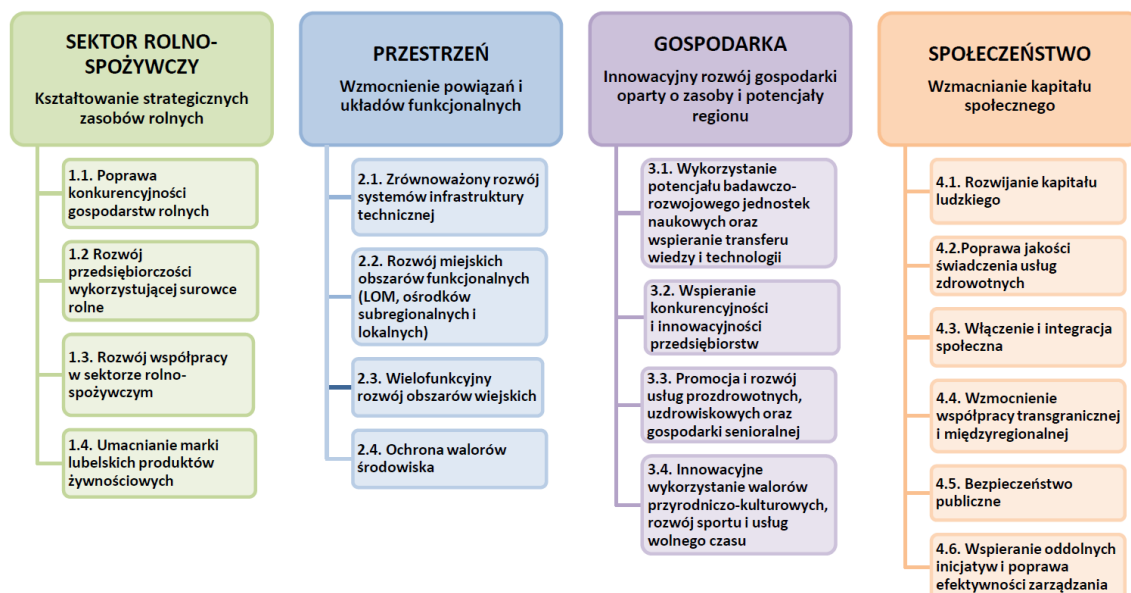 SEKTOR ROLNO-
SPOŻYWCZY
Kształtowanie strategicznych
zasobów rolnych
1.1. Poprawa
konkurencyjności
gospodarstw rolnych
1.2 Rozwój
przedsiębiorczości
wykorzystującej surowce
rolne
1.3. Rozwój współpracy
w sektorze rolno-
spożywczym
1.4. Umacnianie marki
lubelskich produktów
żywnościowych
PRZESTRZEŃ
Wzmocnienie powiązań i
układów funkcjonalnych
2.1. Zrównoważony rozwój
systemów infrastruktury
technicznej
2.2. Rozwój miejskich
obszarów funkcjonalnych
(LOM, ośrodków
subregionalnych i
lokalnych)
2.3. Wielofunkcyjny
rozwój obszarów wiejskich
2.4. Ochrona walorów
środowiska
GOSPODARKA
Innowacyjny rozwój gospodarki
oparty o zasoby i potencjały
regionu
3.1. Wykorzystanie
potencjału badawczo-
rozwojowego jednostek
naukowych oraz
wspieranie transferu
wiedzy i technologii
3.2. Wspieranie
konkurencyjności
i innowacyjności
przedsiębiorstw
3.3. Promocja i rozwój
usług prozdrowotnych,
uzdrowiskowych oraz
gospodarki senioralnej
3.4. Innowacyjne
wykorzystanie walorów
przyrodniczo-kulturowych,
rozwój sportu i usług
wolnego czasu
SPOŁECZEŃSTWO
Wzmacnianie kapitału
społecznego
4.1. Rozwijanie kapitału
ludzkiego
4.2.Poprawa jakości
świadczenia usług
zdrowotnych
4.3. Włączenie i integracja
społeczna
4.4. Wzmocnienie
współpracy transgranicznej
i międzyregionalnej
4.5. Bezpieczeństwo
publiczne
4.6. Wspieranie oddolnych
inicjatyw i poprawa
efektywności zarządzania